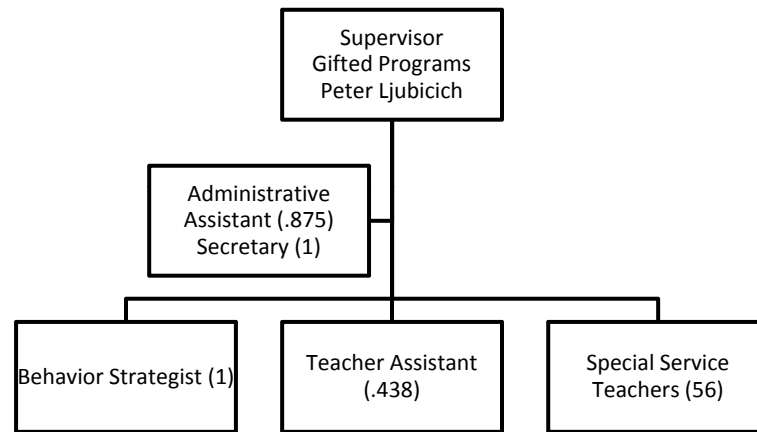 Supervisor
Gifted Programs
Peter Ljubicich
Administrative
Assistant (.875)
Secretary (1)
Behavior Strategist (1)
Teacher Assistant
(.438)
Special Service
Teachers (56)